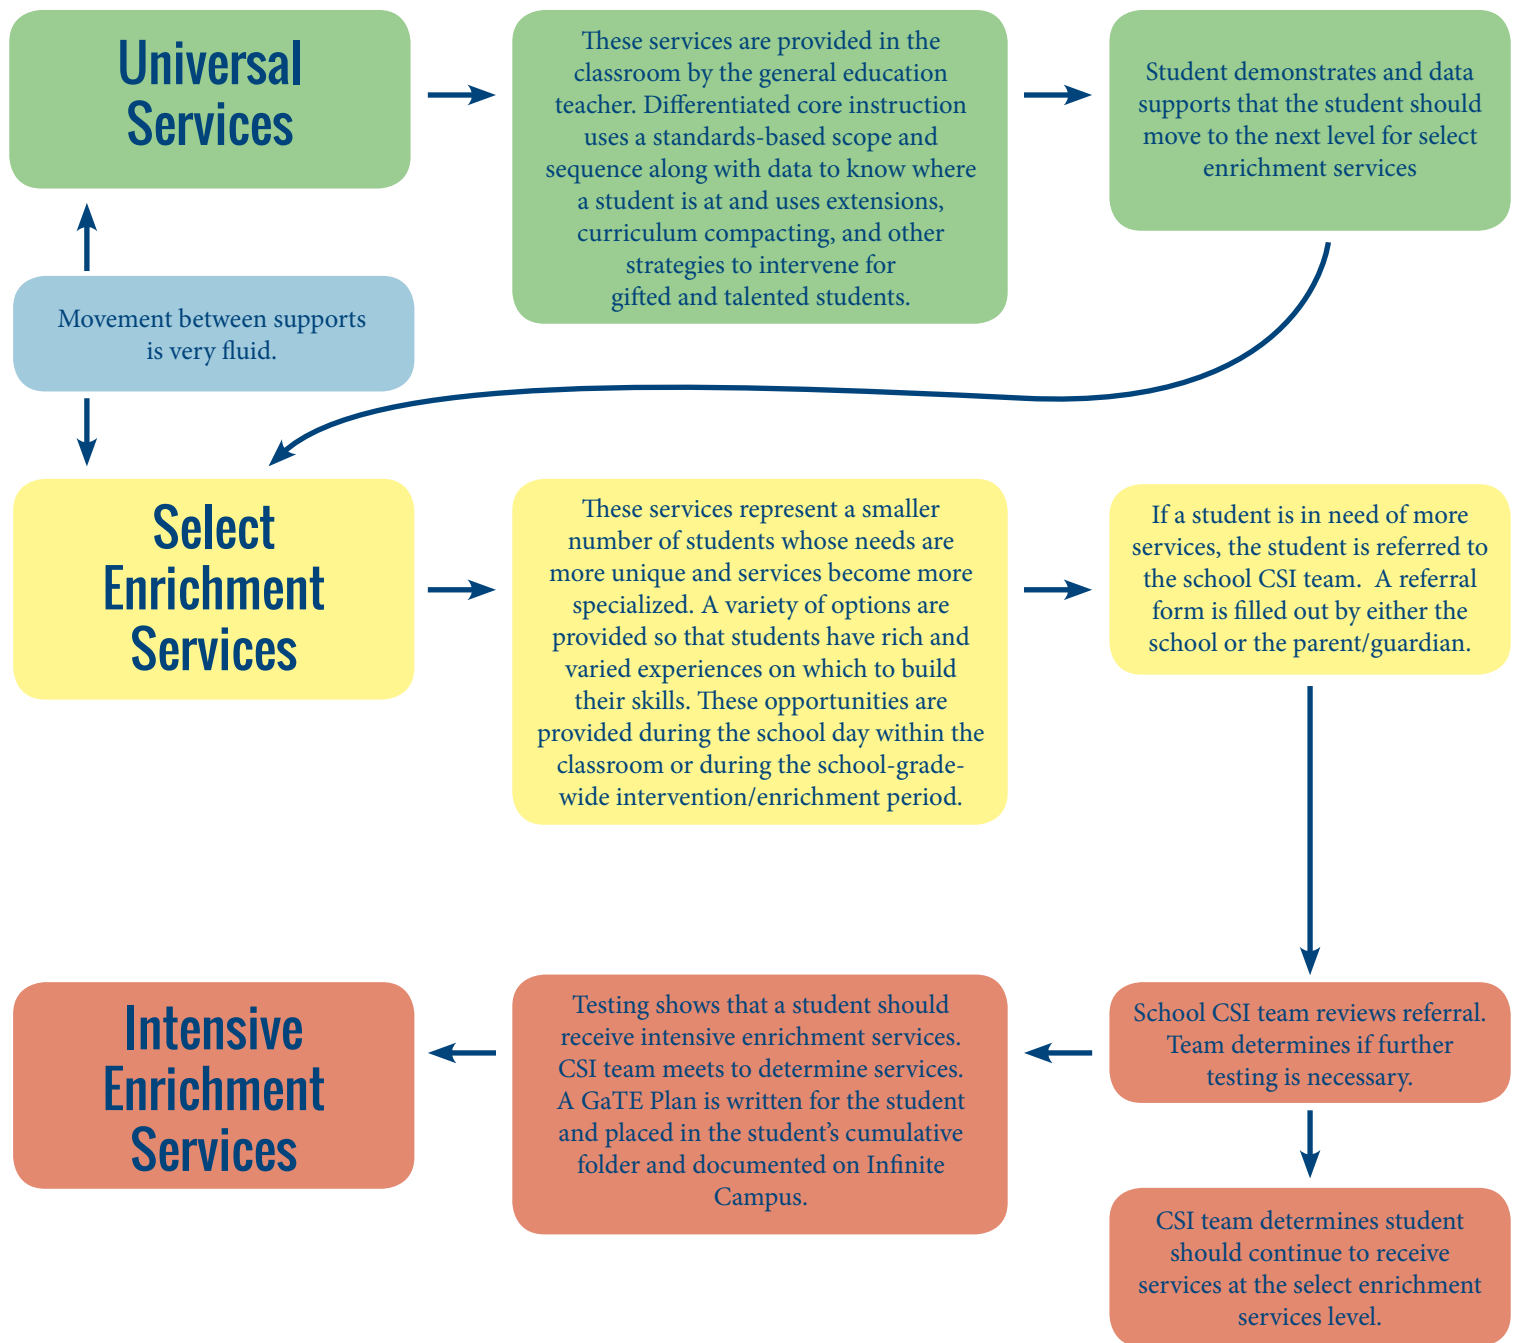 Universal
Services
These services are provided in the
classroom by the general education
teacher. Differentiated core instruction
uses a standards-based scope and
sequence along with data to know where
a student is at and uses extensions,
curriculum compacting, and other
strategies to intervene for
gifted and talented students.
Student demonstrates and data
supports that the student should
move to the next level for select
enrichment services
Movement between supports
is very fluid.
Select
Enrichment
Services
These services represent a smaller
number of students whose needs are
more unique and services become more
specialized. A variety of options are
provided so that students have rich and
varied experiences on which to build
their skills. These opportunities are
provided during the school day within the
classroom or during the school-grade-
wide intervention/enrichment period.
If a student is in need of more
services, the student is referred to
the school CSI team.  A referral
form is filled out by either the
school or the parent/guardian.
Intensive
Enrichment
Services
Testing shows that a student should
receive intensive enrichment services.
CSI team meets to determine services.
A GaTE Plan is written for the student
and placed in the student’s cumulative
folder and documented on Infinite
Campus.
School CSI team reviews referral.
Team determines if further
testing is necessary.
CSI team determines student
should continue to receive
services at the select enrichment
services level.